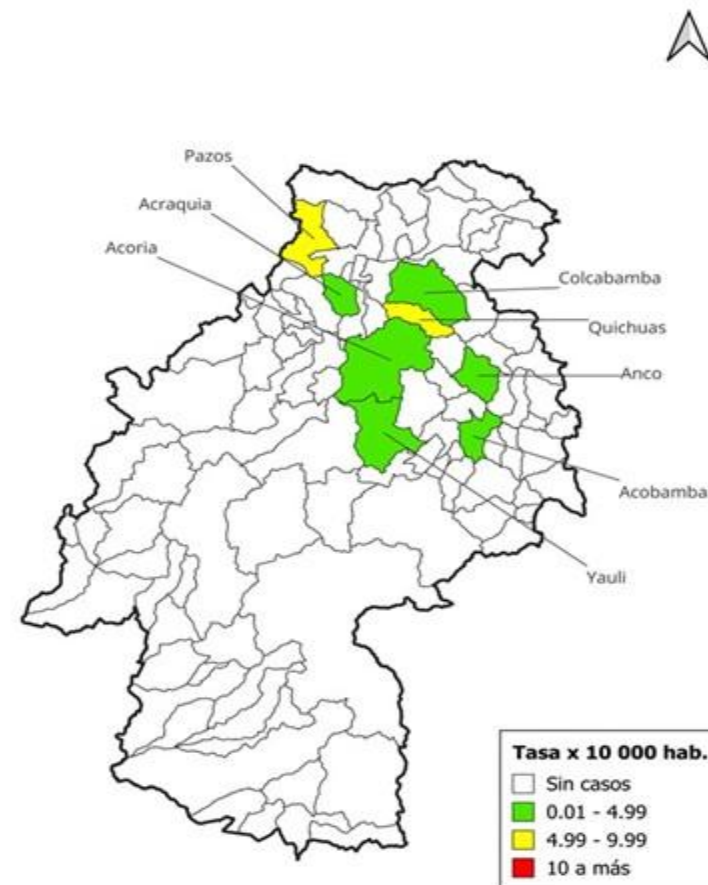 Pazos
Acraquia
Acoria
Colcabamba
Quichuas
Anco
Acobamba
Yauli
Tasa x 10 000 hab.
Sin casos
0.01 - 4.99
4.99 - 9.99
10 a más